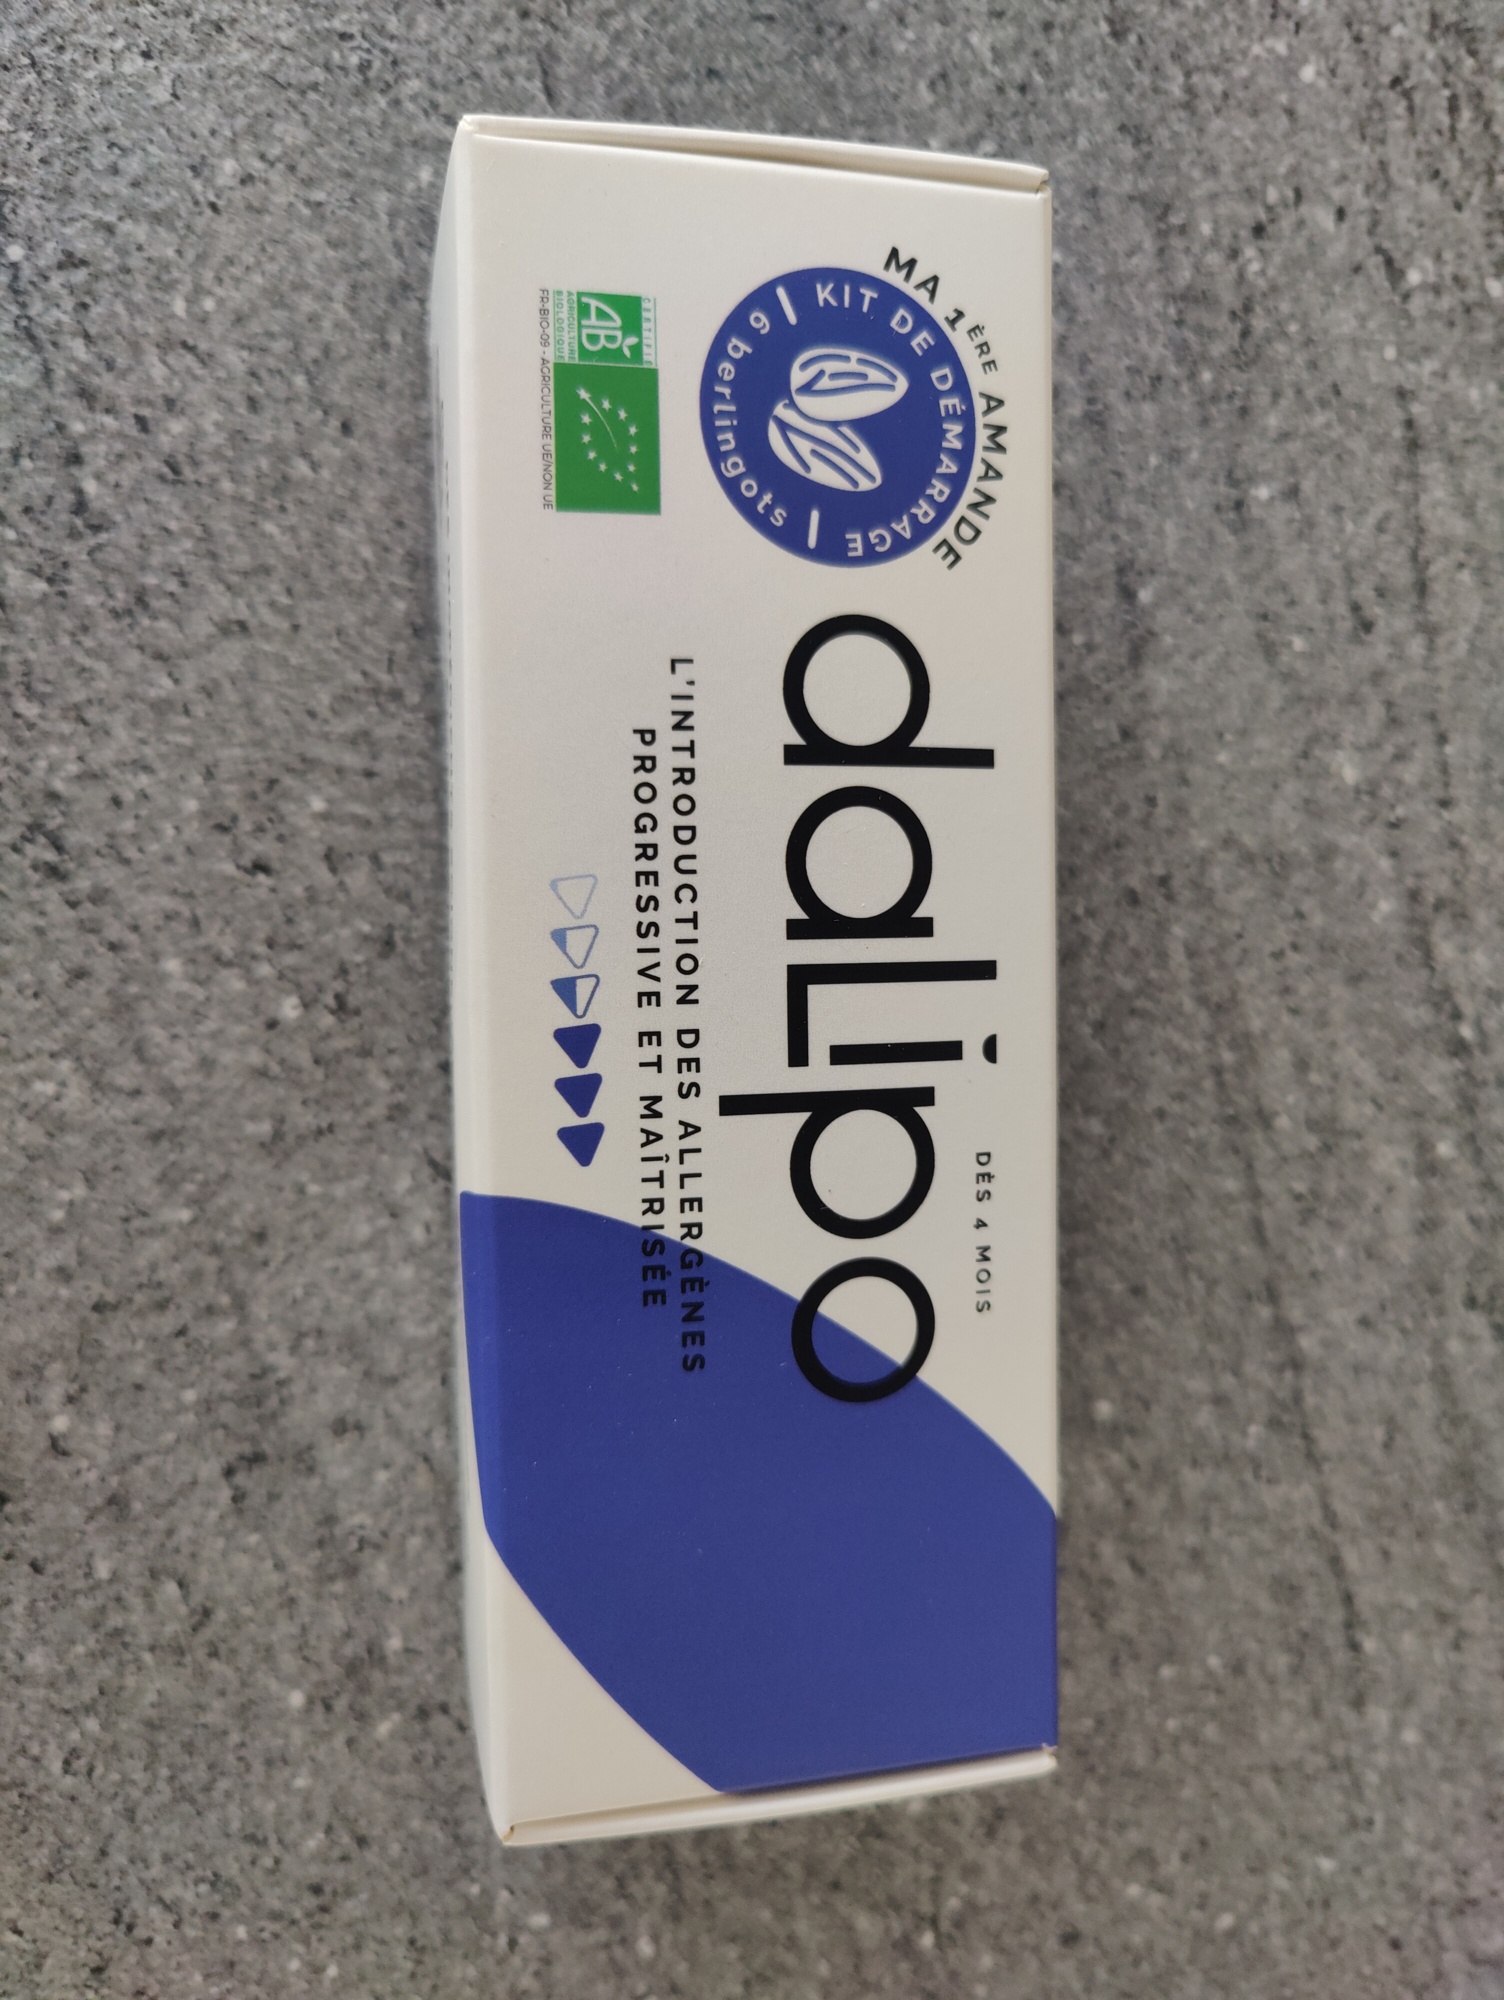 MA 1ÈRE AMANDE
KIT DE DÉMARRAGE
6 berlingots
DÈS 4 MOIS
dalipo
L'INTRODUCTION DES ALLERGÈNES
PROGRESSIVE ET MAÎTRISÉE
CERTIFIÉ
AB
AGRICULTURE
BIOLOGIQUE
FR-BIO-09 - AGRICULTURE UE/NON UE